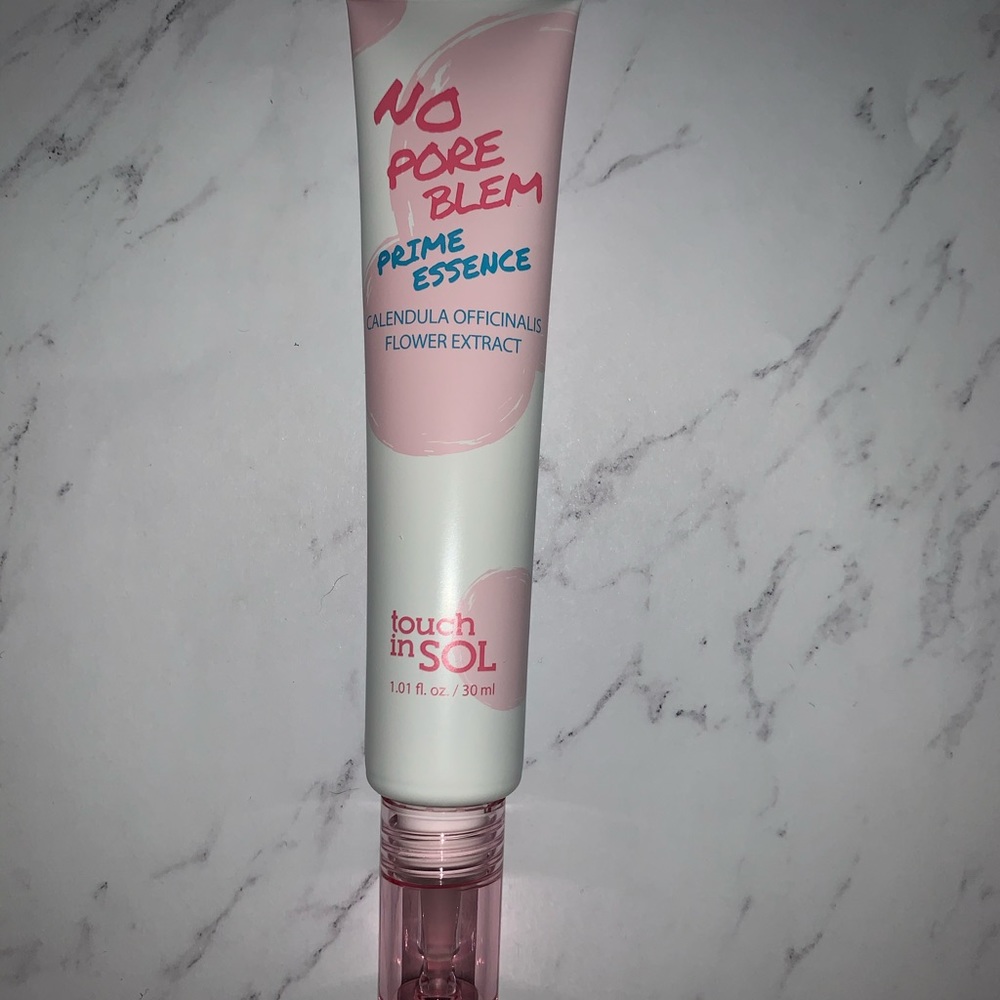 NO
PORE
BLEM
PRIME
ESSENCE
CALENDULA OFFICINALIS
FLOWER EXTRACT
touch
in SOL
1.01 fl. oz. / 30 ml